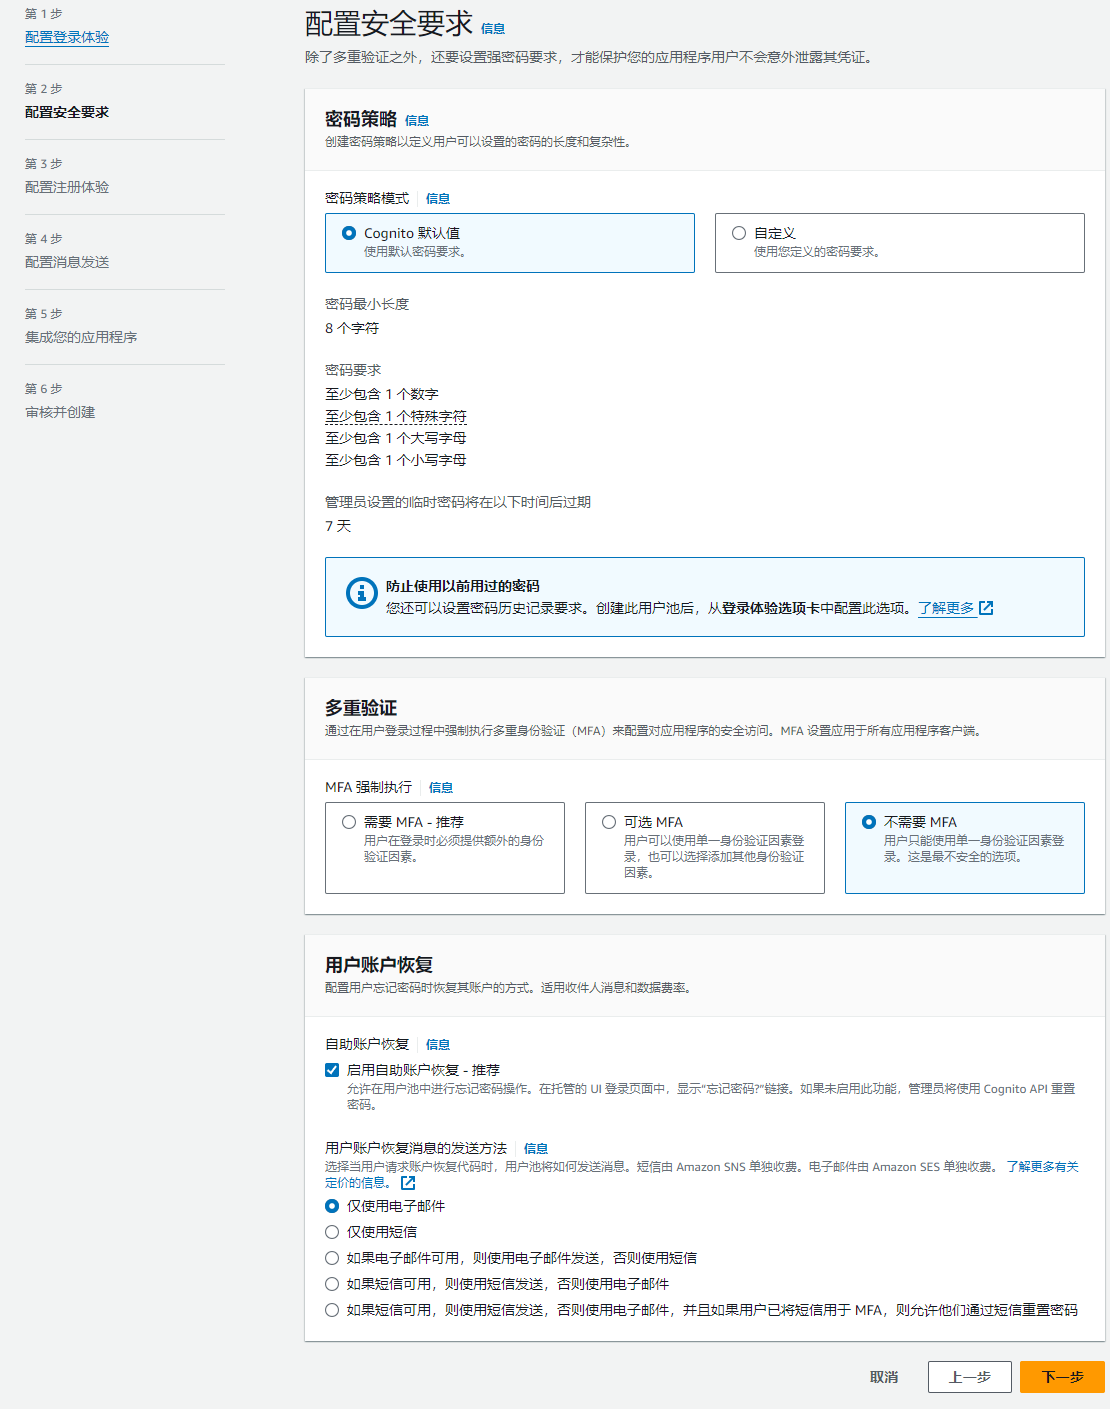 第 1 步
配置登录体验
第 2 步
配置安全要求
第 3 步
配置注册体验
第 4 步
配置消息发送
第 5 步
集成您的应用程序
第 6 步
审核并创建
配置安全要求 信息
除了多重验证之外，还要设置强密码要求，才能保护您的应用程序用户不会意外泄露其凭证。
密码策略 信息
创建密码策略以定义用户可以设置的密码的长度和复杂性。
密码策略模式 信息
Cognito 默认值
使用默认密码要求。
自定义
使用您定义的密码要求。
密码最小长度
8 个字符
密码要求
至少包含 1 个数字
至少包含 1 个特殊字符
至少包含 1 个大写字母
至少包含 1 个小写字母
管理员设置的临时密码将在以下时间后过期
7 天
防止使用以前用过的密码
您还可以设置密码历史记录要求。创建此用户池后，从登录体验选项卡中配置此选项。了解更多
多重验证
通过在用户登录过程中强制执行多重身份验证（MFA）来配置对应用程序的安全访问。MFA 设置应用于所有应用程序客户端。
MFA 强制执行 信息
需要 MFA - 推荐
用户在登录时必须提供额外的身份
验证因素。
可选 MFA
用户可以使用单一身份验证因素登
录，也可以选择添加其他身份验证
因素。
不需要 MFA
用户只能使用单一身份验证因素登
录。这是最不安全的选项。
用户账户恢复
配置用户忘记密码时恢复其账户的方式。适用收件人消息和数据费率。
自助账户恢复 信息
启用自助账户恢复 - 推荐
允许在用户池中进行忘记密码操作。在托管的 UI 登录页面中，显示“忘记密码?”链接。如果未启用此功能，管理员将使用 Cognito API 重置
密码。
用户账户恢复消息的发送方法 信息
选择当用户请求账户恢复代码时，用户池将如何发送消息。短信由 Amazon SNS 单独收费。电子邮件由 Amazon SES 单独收费。 了解更多有关
定价的信息。
仅使用电子邮件
仅使用短信
如果电子邮件可用，则使用电子邮件发送，否则使用短信
如果短信可用，则使用短信发送，否则使用电子邮件
如果短信可用，则使用短信发送，否则使用电子邮件，并且如果用户已将短信用于 MFA，则允许他们通过短信重置密码
取消 上一步 下一步